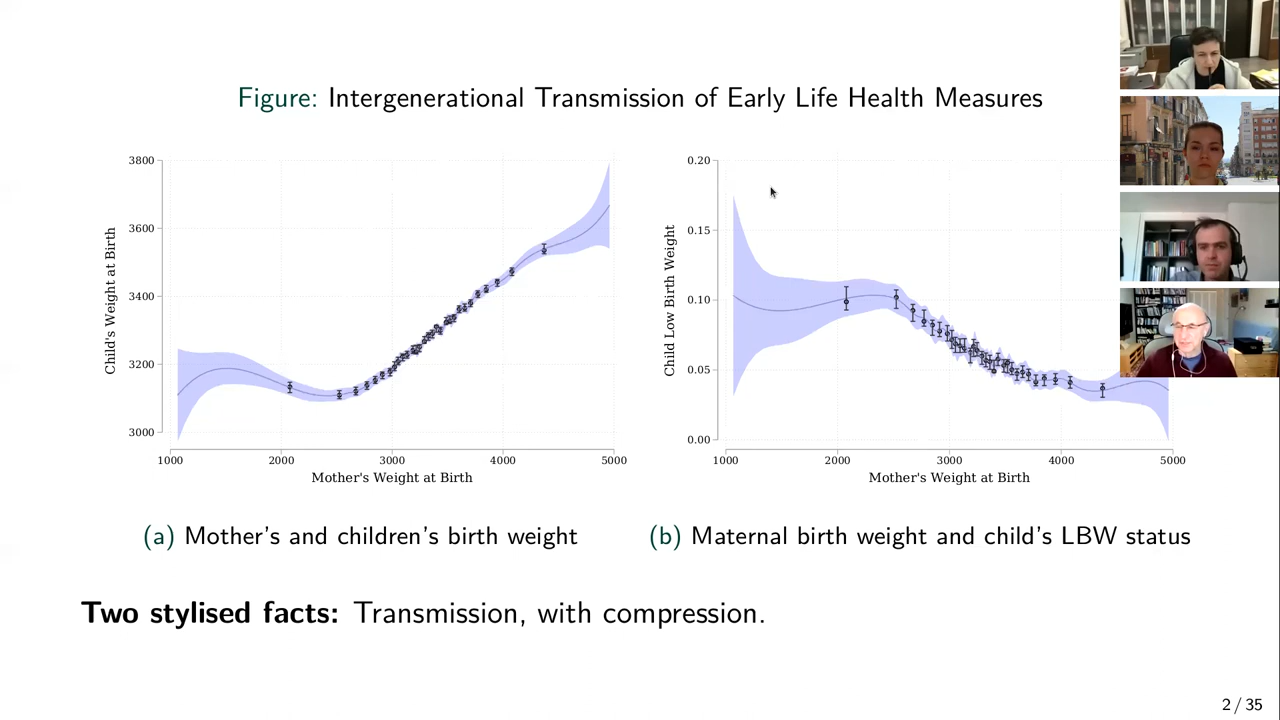 Figure: Intergenerational Transmission of Early Life Health Measures
3800
3600
3400
3200
3000
Child's Weight at Birth
1000 2000 3000 4000 5000
Mother's Weight at Birth
0.20
0.15
0.10
0.05
0.00
Child Low Birth Weight
1000 2000 3000 4000 5000
Mother's Weight at Birth
(a) Mother's and children's birth weight
(b) Maternal birth weight and child's LBW status
Two stylised facts: Transmission, with compression.
2 / 35